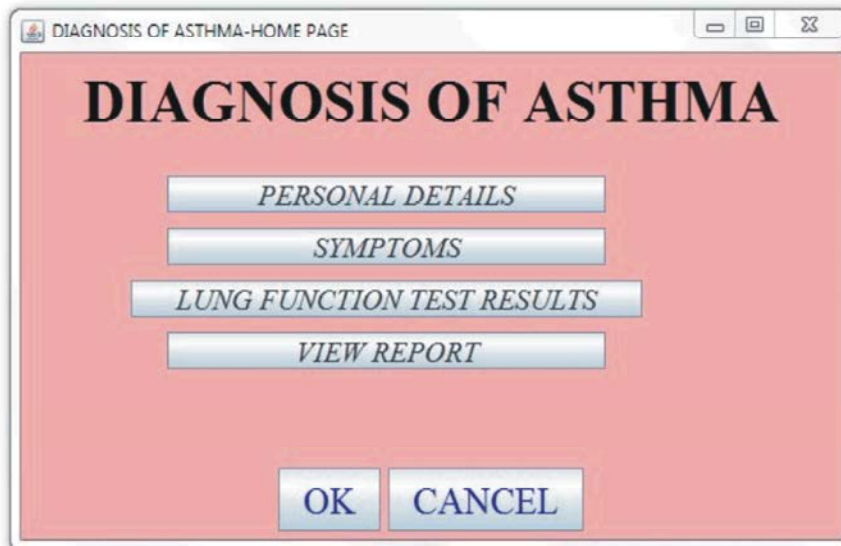 DIAGNOSIS OF ASTHMA-HOME PAGE
DIAGNOSIS OF ASTHMA
PERSONAL DETAILS
SYMPTOMS
LUNG FUNCTION TEST RESULTS
VIEW REPORT
OK CANCEL